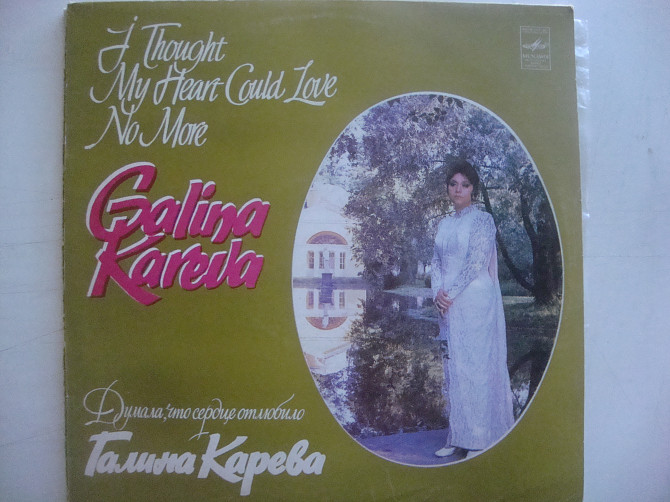 I Thought
My Heart Could Love
No More
Galina
Kareva
Думала, что сердце отлюбило
Галина Карева